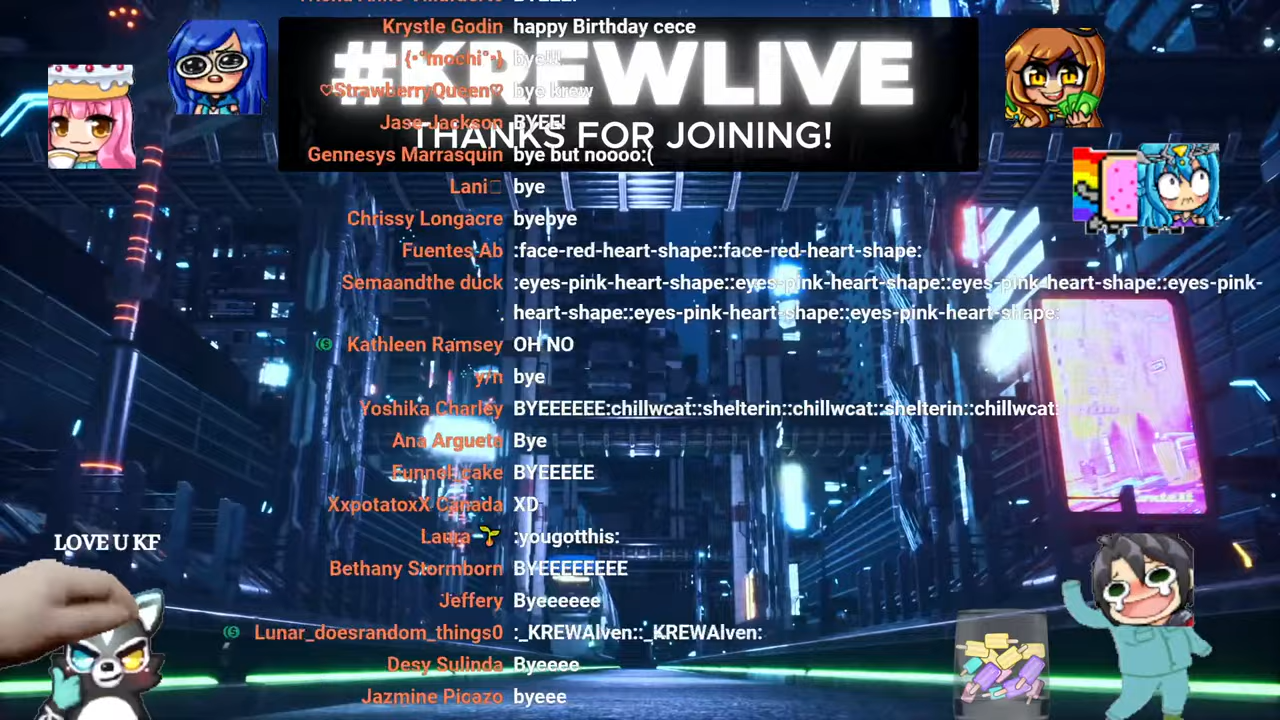 Krystle Godin happy Birthday cece
{･ﾟmochiﾟ･} bye!!!
#KREWLIVE
♡StrawberryQueen♡ bye krew
Jase Jackson BYEE!
THANKS FOR JOINING!
Gennesys Marrasquin bye but noooo:(
Lani bye
Chrissy Longacre byebye
Fuentes Ab :face-red-heart-shape::face-red-heart-shape:
Semaandthe duck :eyes-pink-heart-shape::eyes-pink-heart-shape::eyes-pink-heart-shape::eyes-pink-
heart-shape::eyes-pink-heart-shape::eyes-pink-heart-shape:
Kathleen Ramsey OH NO
y/n bye
Yoshika Charley BYEEEEEE:chillwcat::shelterin::chillwcat::shelterin::chillwcat:
Ana Argueta Bye
Funnel_cake BYEEEEE
XxpotatoxX Canada XD
Laura 🌱 :yougotthis:
LOVE U KF
Bethany Stormborn BYEEEEEEEE
Jeffery Byeeeeee
Lunar_doesrandom_things0 :_KREWAlven::_KREWAlven:
Desy Sulinda Byeeee
Jazmine Picazo byeee